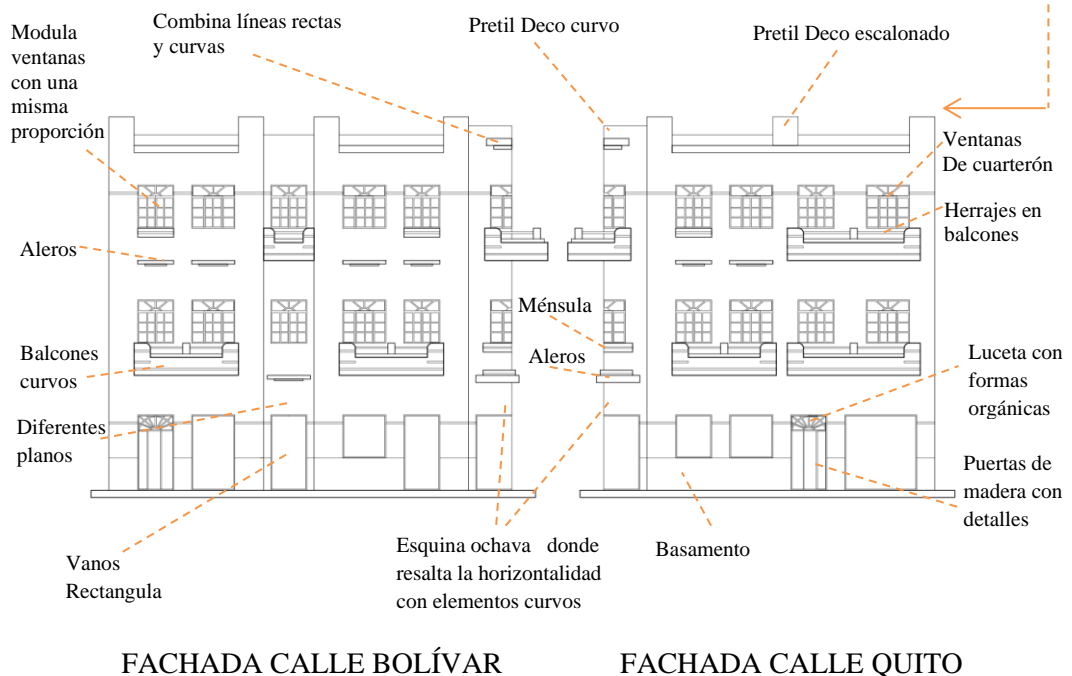 Modula
ventanas
con una
misma
proporción
Combina líneas rectas
y curvas
Pretil Deco curvo
Pretil Deco escalonado
Ventanas
De cuarterón
Herrajes en
balcones
Aleros
Ménsula
Aleros
Balcones
curvos
Luceta con
formas
orgánicas
Diferentes
planos
Puertas de
madera con
detalles
Vanos
Rectangula
Esquina ochava donde
resalta la horizontalidad
con elementos curvos
Basamento
FACHADA CALLE BOLÍVAR
FACHADA CALLE QUITO